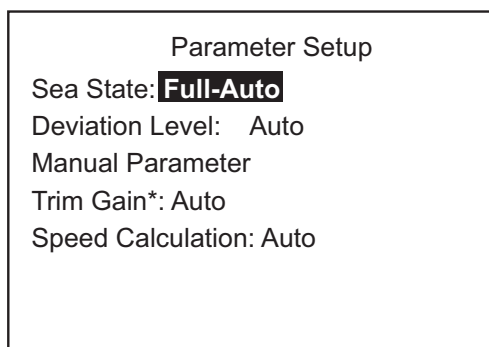 Parameter Setup
Sea State: Full-Auto
Deviation Level: Auto
Manual Parameter
Trim Gain*: Auto
Speed Calculation: Auto